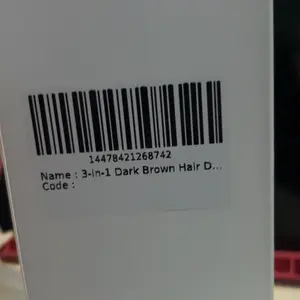 14478421268742
Name : 3-in-1 Dark Brown Hair D...
Code :